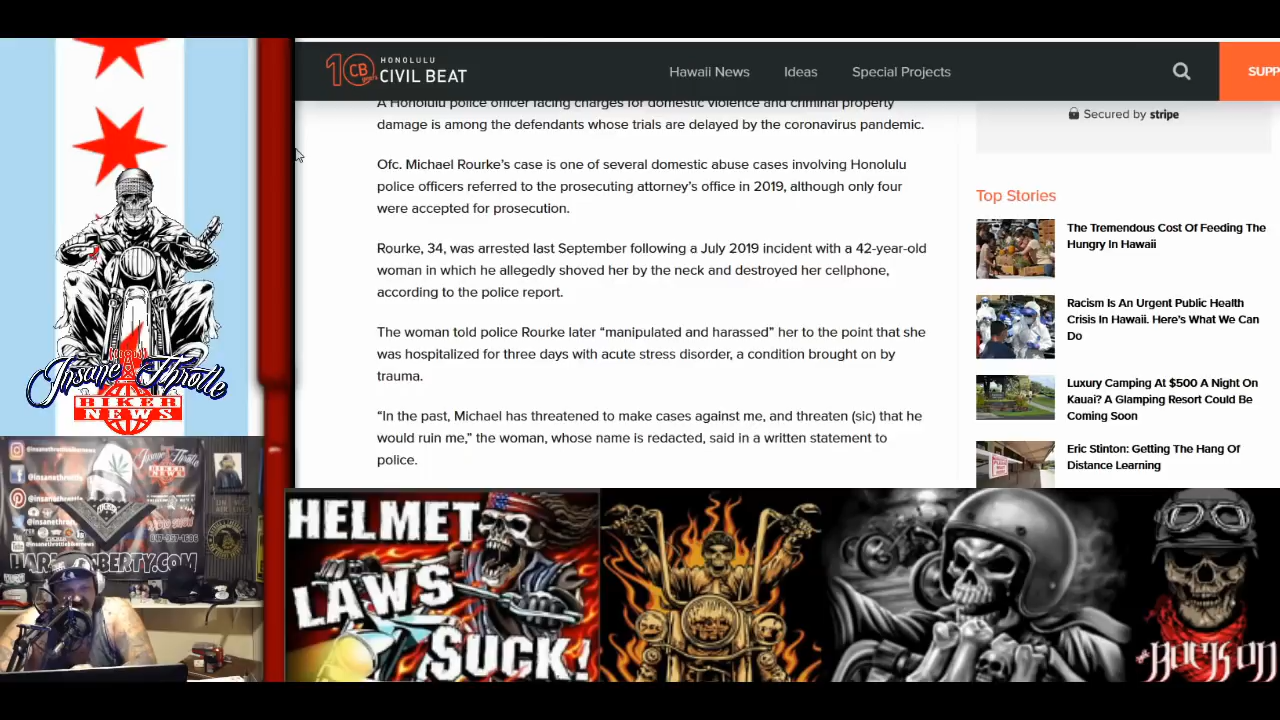 10
CB
years
HONOLULU
CIVIL BEAT
Hawaii News
Ideas
Special Projects
SUPP
A Honolulu police officer facing charges for domestic violence and criminal property
damage is among the defendants whose trials are delayed by the coronavirus pandemic.
Ofc. Michael Rourke's case is one of several domestic abuse cases involving Honolulu
police officers referred to the prosecuting attorney's office in 2019, although only four
were accepted for prosecution.
Rourke, 34, was arrested last September following a July 2019 incident with a 42-year-old
woman in which he allegedly shoved her by the neck and destroyed her cellphone,
according to the police report.
The woman told police Rourke later “manipulated and harassed” her to the point that she
was hospitalized for three days with acute stress disorder, a condition brought on by
trauma.
“In the past, Michael has threatened to make cases against me, and threaten (sic) that he
would ruin me,” the woman, whose name is redacted, said in a written statement to
police.
Secured by stripe
Top Stories
The Tremendous Cost Of Feeding The
Hungry In Hawaii
Racism Is An Urgent Public Health
Crisis In Hawaii. Here's What We Can
Do
Luxury Camping At $500 A Night On
Kauai? A Glamping Resort Could Be
Coming Soon
Eric Stinton: Getting The Hang Of
Distance Learning
Insane Throttle
BIKER
NEWS
@insanethrottlebikernews
@insanethrottle
HELMET
LAWS
SUCK!